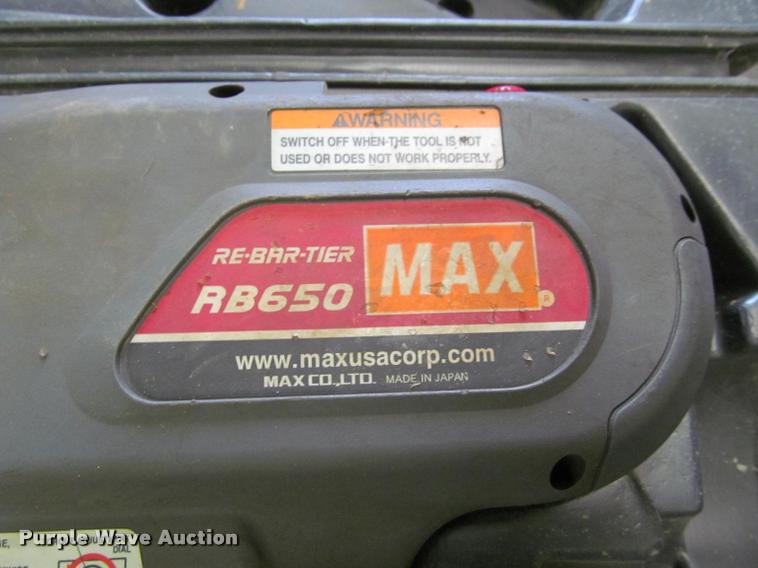 WARNING
SWITCH OFF WHEN THE TOOL IS NOT
USED OR DOES NOT WORK PROPERLY.
RE-BAR-TIER
RB650
MAX
®
www.maxusacorp.com
MAX CO.,LTD. MADE IN JAPAN
DIAL
Purple Wave Auction